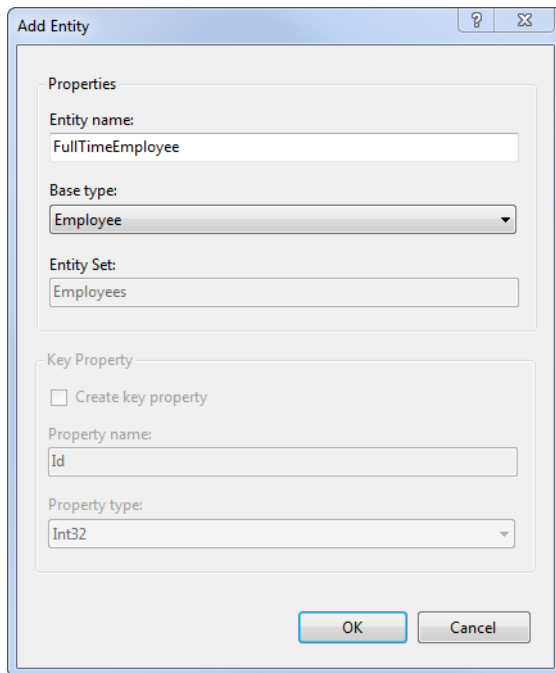 Add Entity
Properties
Entity name:
FullTimeEmployee
Base type:
Employee
Entity Set:
Employees
Key Property
Create key property
Property name:
Id
Property type:
Int32
OK Cancel